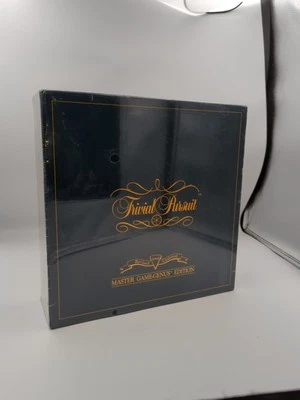 Trivial Pursuit
MASTER GAME-GENUS® EDITION